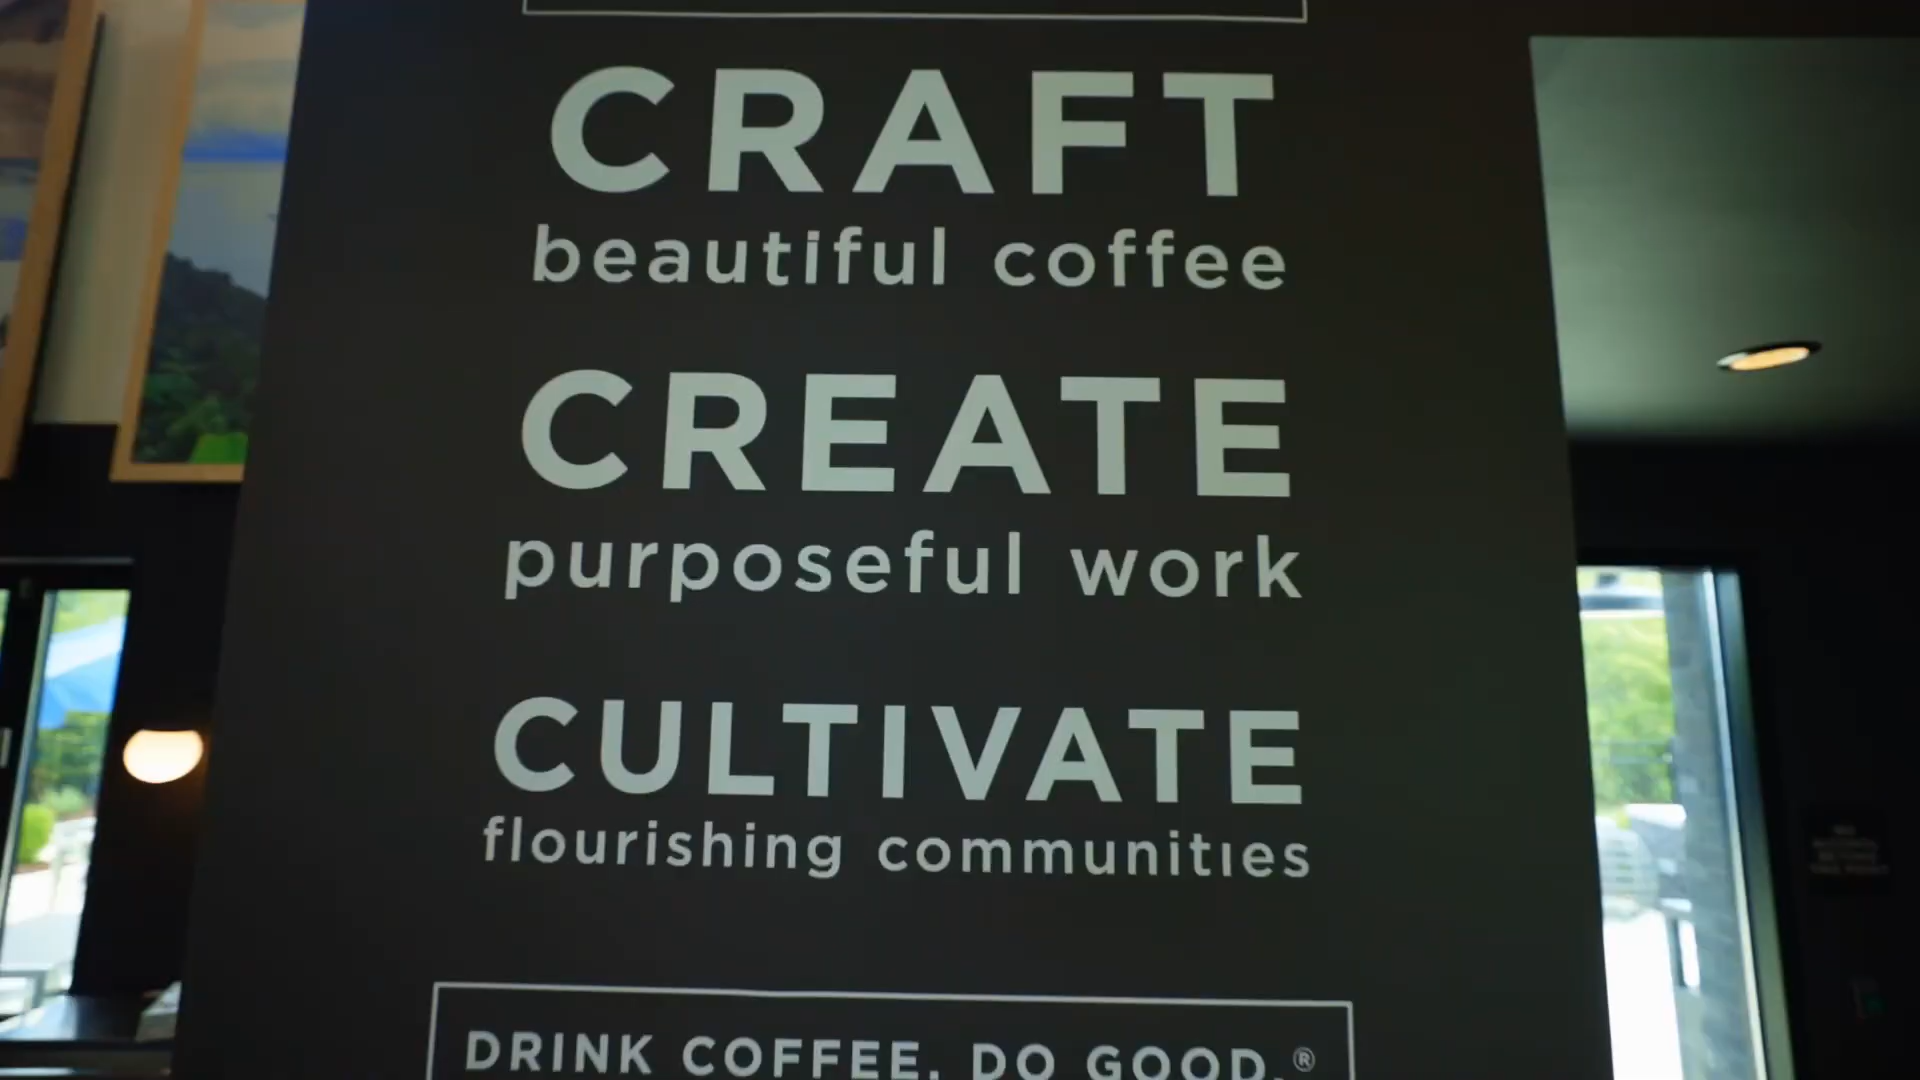 CRAFT
beautiful coffee
CREATE
purposeful work
CULTIVATE
flourishing communities
DRINK COFFEE. DO GOOD.®